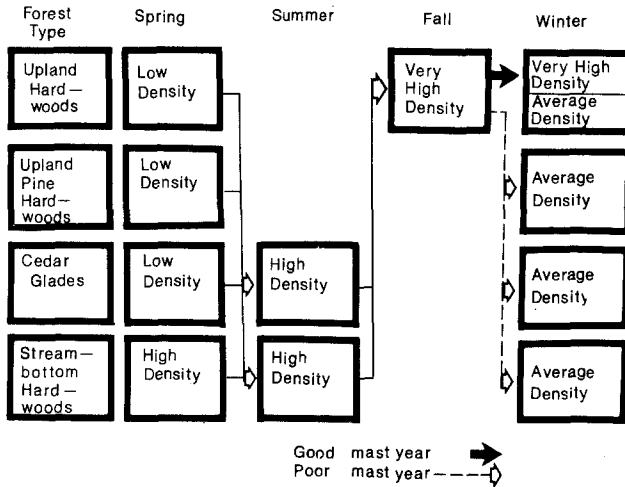 Forest
Type
Spring
Summer
Fall
Winter
Upland
Hard—
woods
Low
Density
Very
High
Density
Very High
Density
Average
Density
Upland
Pine
Hard—
woods
Low
Density
Average
Density
Cedar
Glades
Low
Density
High
Density
Average
Density
Stream—
bottom
Hard—
woods
High
Density
High
Density
Average
Density
Good mast year
Poor mast year